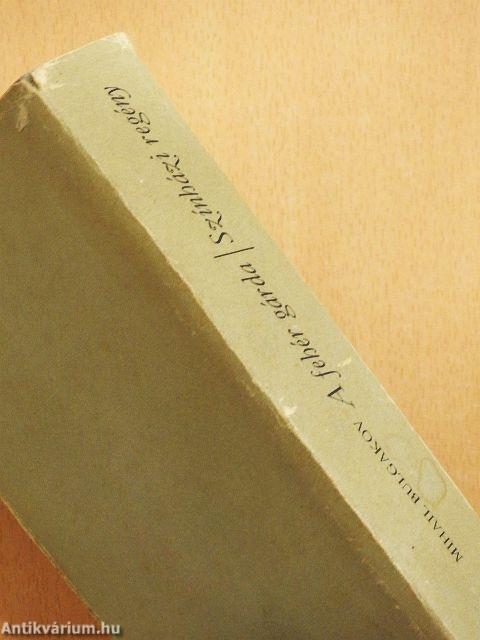 MIHAIL BULGAKOV A fehér gárda / Színházi regény
Antikvárium.hu